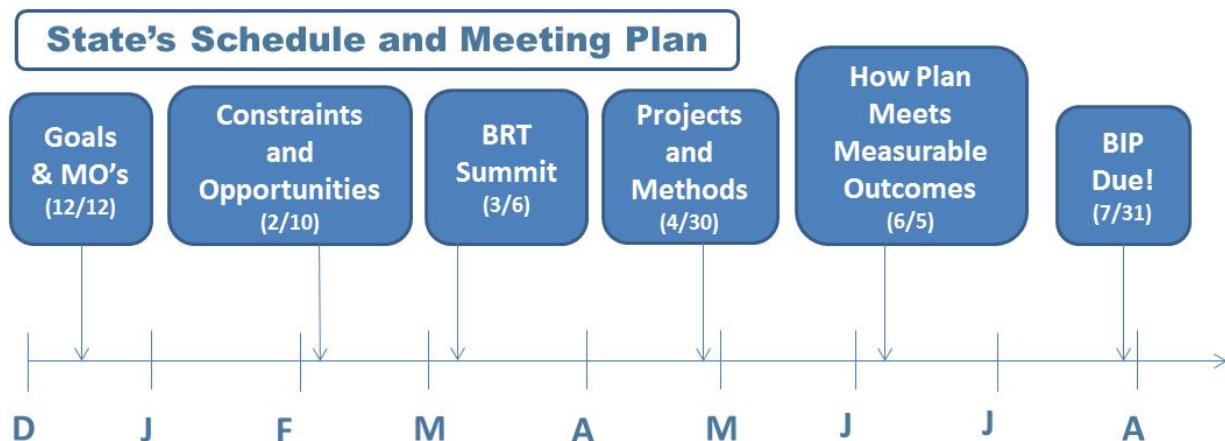 State’s Schedule and Meeting Plan
Goals
& MO’s
(12/12)
Constraints
and
Opportunities
(2/10)
BRT
Summit
(3/6)
Projects
and
Methods
(4/30)
How Plan
Meets
Measurable
Outcomes
(6/5)
BIP
Due!
(7/31)
D J F M A M J J A